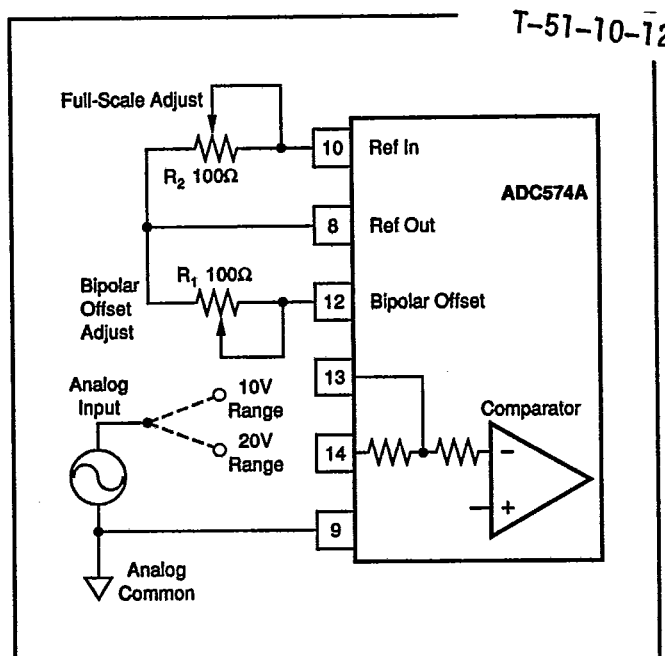 T-51-10-12
Full-Scale Adjust
R2 100Ω
10
Ref In
ADC574A
8
Ref Out
R1 100Ω
Bipolar
Offset
Adjust
12
Bipolar Offset
13
Analog
Input
10V
Range
20V
Range
14
Comparator
−
+
9
Analog
Common